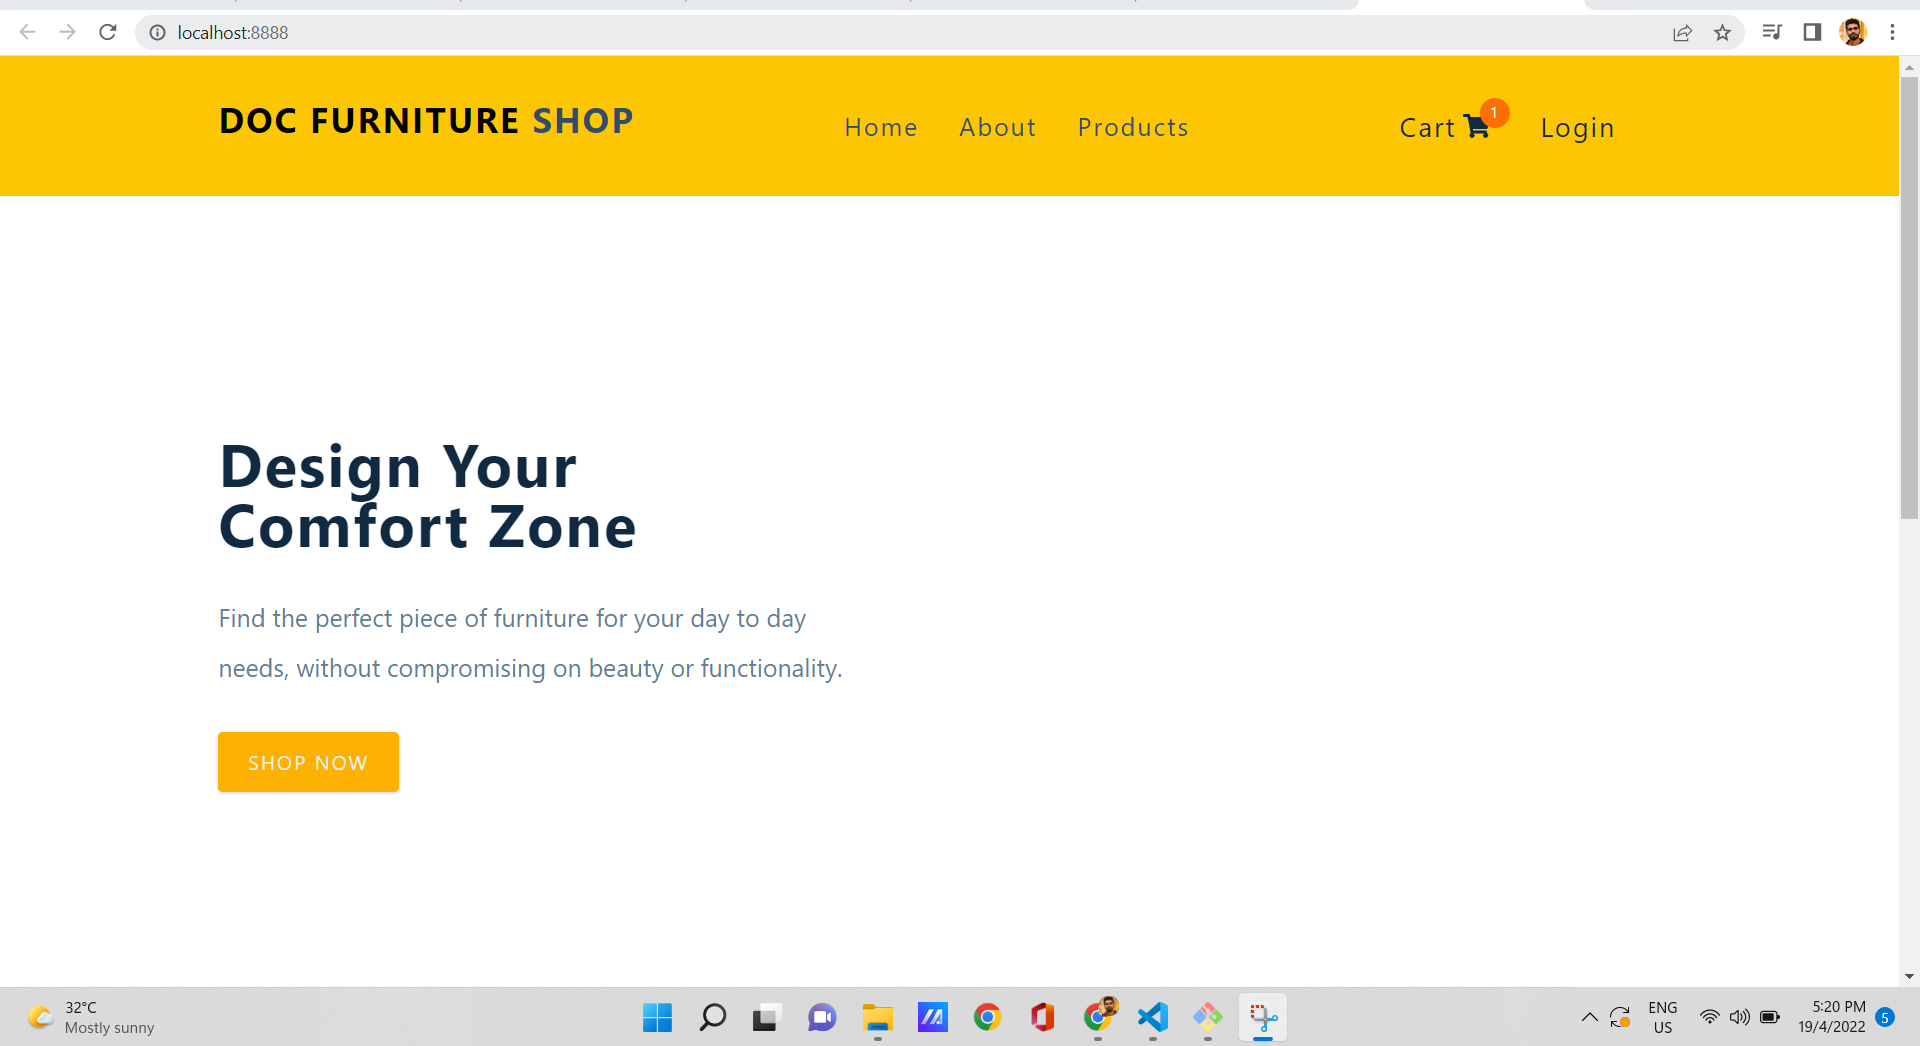 localhost:8888
DOC FURNITURE SHOP
Home About Products
Cart 1 Login
Design Your
Comfort Zone
Find the perfect piece of furniture for your day to day
needs, without compromising on beauty or functionality.
SHOP NOW
32°C
Mostly sunny
ENG
US
5:20 PM
19/4/2022
5